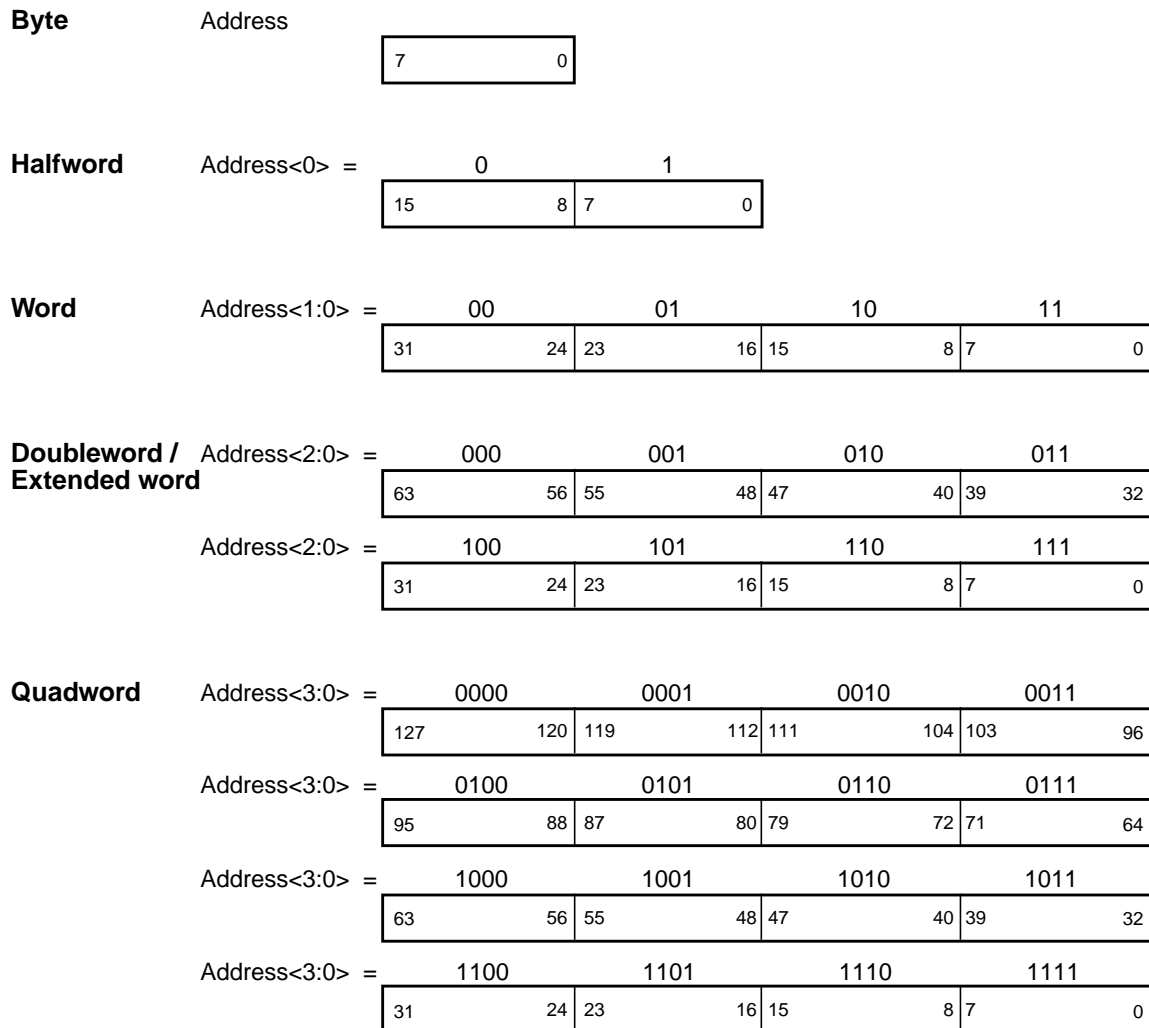 Byte Address
7 0
Halfword Address<0> = 0 1
15 8 7 0
Word Address<1:0> = 00 01 10 11
31 24 23 16 15 8 7 0
Doubleword / Address<2:0> = 000 001 010 011
Extended word
63 56 55 48 47 40 39 32
Address<2:0> = 100 101 110 111
31 24 23 16 15 8 7 0
Quadword Address<3:0> = 0000 0001 0010 0011
127 120 119 112 111 104 103 96
Address<3:0> = 0100 0101 0110 0111
95 88 87 80 79 72 71 64
Address<3:0> = 1000 1001 1010 1011
63 56 55 48 47 40 39 32
Address<3:0> = 1100 1101 1110 1111
31 24 23 16 15 8 7 0